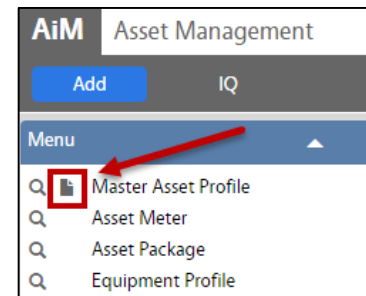 AiM Asset Management
Add IQ
Menu
Master Asset Profile
Asset Meter
Asset Package
Equipment Profile